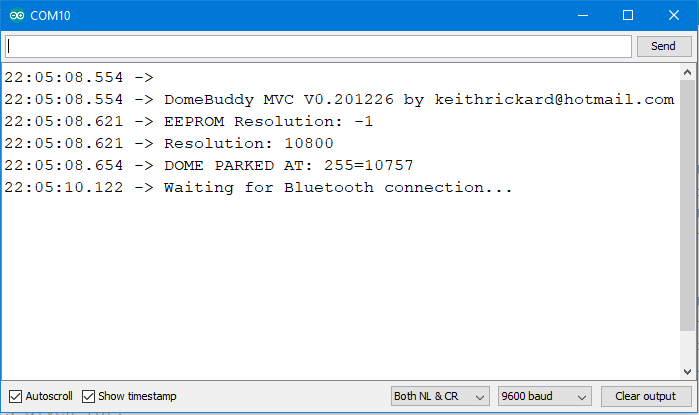 COM10
Send
22:05:08.554 ->
22:05:08.554 -> DomeBuddy MVC V0.201226 by keithrickard@hotmail.com
22:05:08.621 -> EEPROM Resolution: -1
22:05:08.621 -> Resolution: 10800
22:05:08.654 -> DOME PARKED AT: 255=10757
22:05:10.122 -> Waiting for Bluetooth connection...
Autoscroll Show timestamp Both NL & CR 9600 baud Clear output